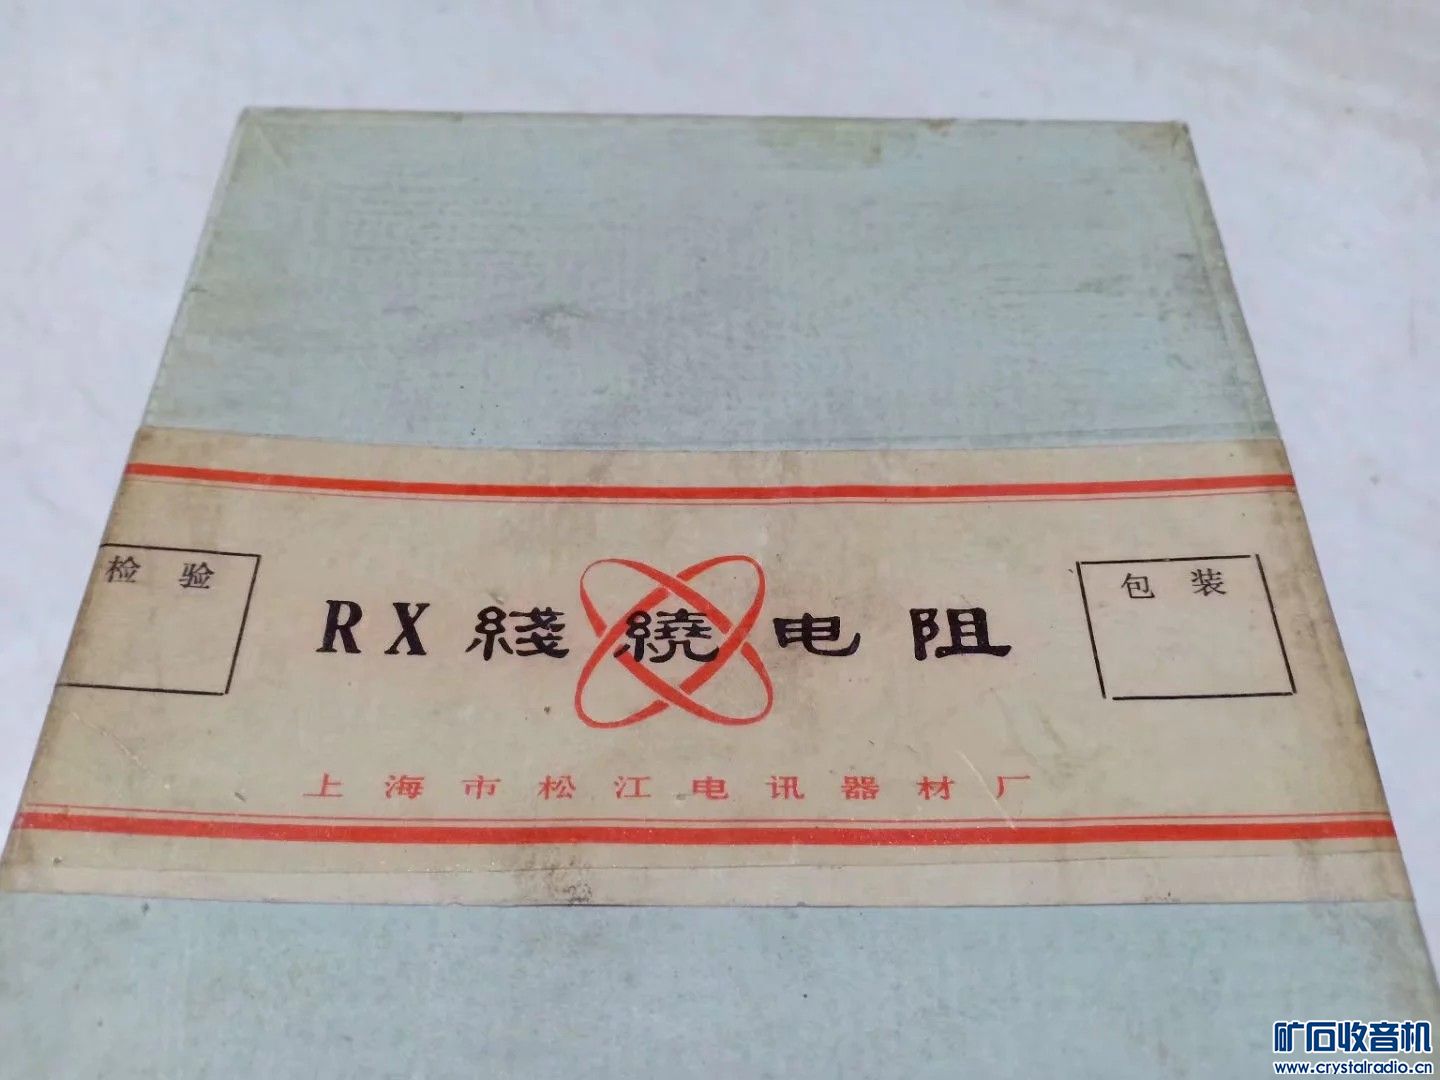 检 验
包 装
RX 綫繞电阻
上海市松江电讯器材厂
矿石收音机
www.crystalradio.cn